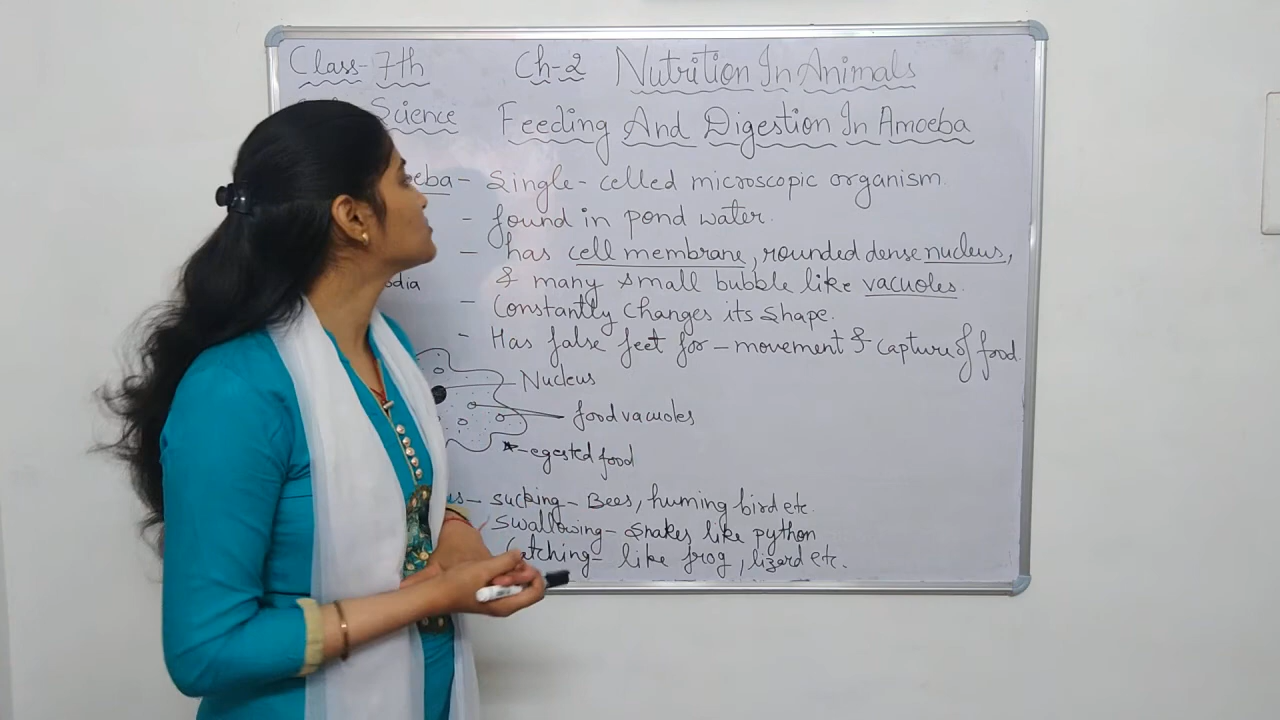 Class-7th Ch-2 Nutrition In Animals
Science Feeding And Digestion In Amoeba
oeba- Single-celled microscopic organism.
- found in pond water.
- has cell membrane, rounded dense nucleus,
odia & many small bubble like vacuoles.
- Constantly Changes its Shape.
- Has false feet for - movement & Capture of food.
Nucleus
food vacuoles
-egested food
us- sucking- Bees, huming bird etc.
swallowing- Snakes like python
Catching- like frog, lizard etc.